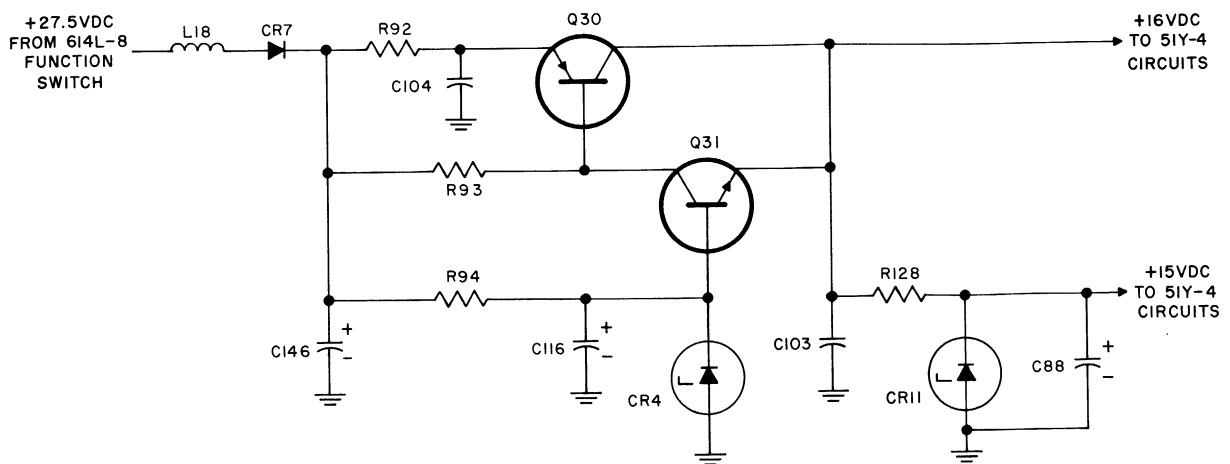 +27.5VDC
FROM 614L-8
FUNCTION
SWITCH
L18
CR7
R92
Q30
C104
+16VDC
TO 51Y-4
CIRCUITS
R93
Q31
R94
R128
+15VDC
TO 51Y-4
CIRCUITS
C146
+
-
C116
+
-
CR4
C103
CR11
C88
+
-